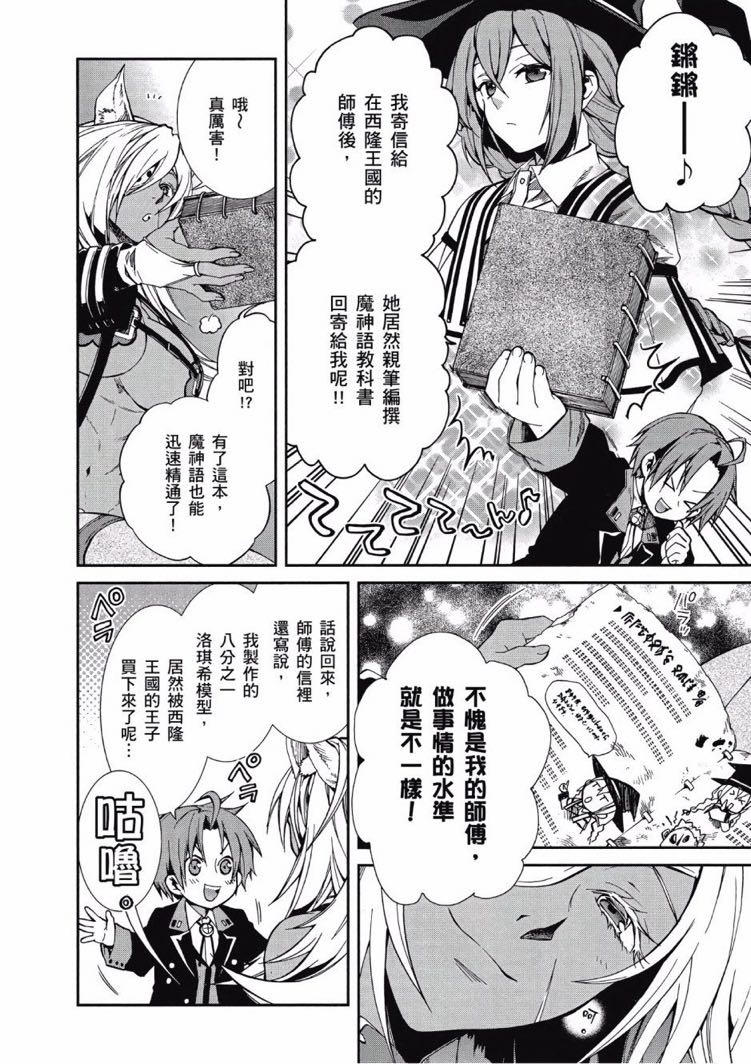 鏘鏘
——♪
我寄信給
在西隆王國的
師傅後，
她居然親筆編撰
魔神語教科書
回寄給我呢!!
てててて〜ん♪
哦～
真厲害！
對吧!?
有了這本，
魔神語也能
迅速精通了！
不愧是我的師傅，
做事情的水準
就是不一樣！
呵
話說回來，
師傅的信裡
還寫說，
我製作的
八分之一
洛琪希模型，
居然被西隆
王國的王子
買下來了呢…
ペラ
ペラ
咕嚕。